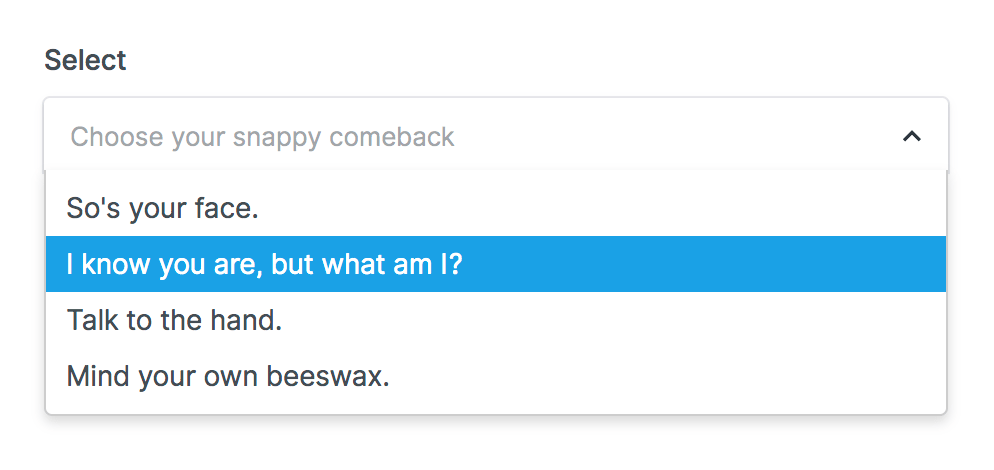 Select
Choose your snappy comeback
So's your face.
I know you are, but what am I?
Talk to the hand.
Mind your own beeswax.